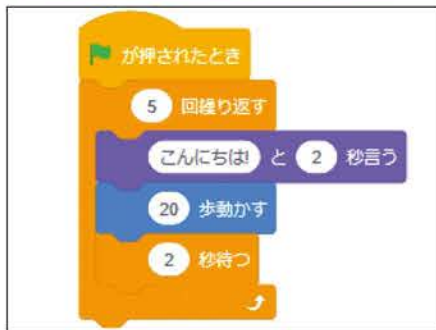 が押されたとき
5 回繰り返す
こんにちは! と 2 秒言う
20 歩動かす
2 秒待つ